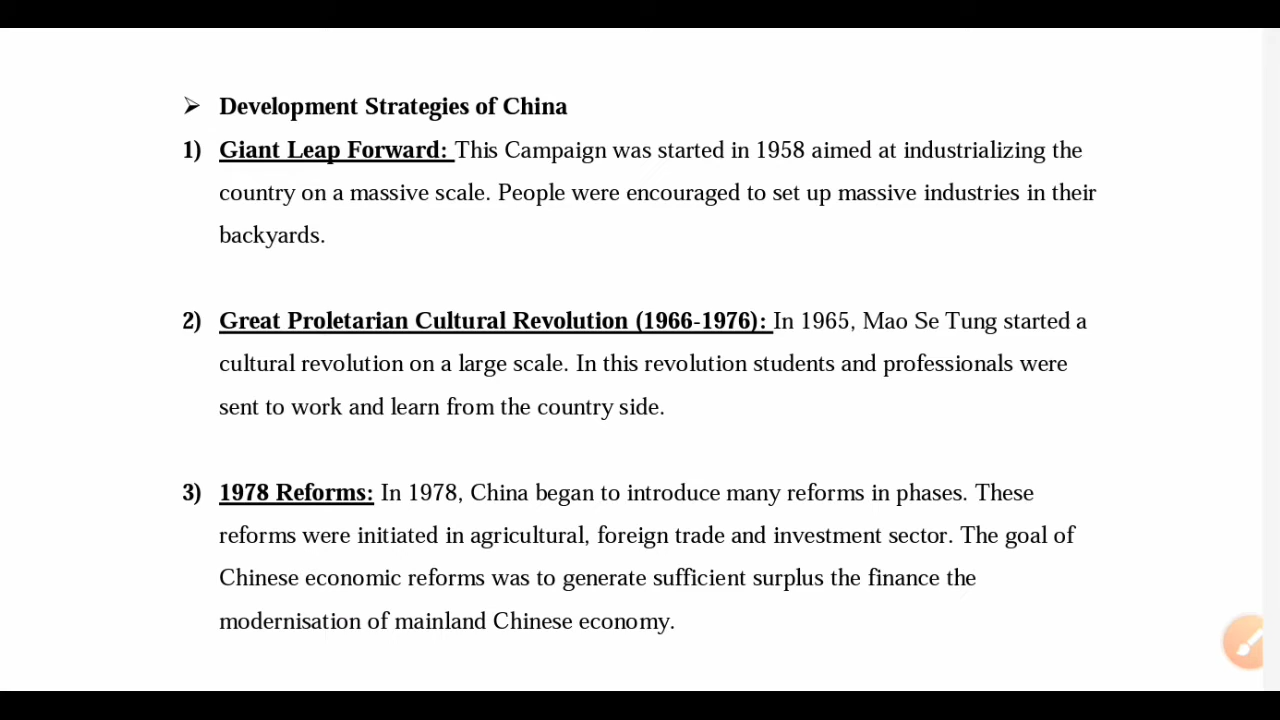 ➢ Development Strategies of China
1) Giant Leap Forward: This Campaign was started in 1958 aimed at industrializing the
country on a massive scale. People were encouraged to set up massive industries in their
backyards.
2) Great Proletarian Cultural Revolution (1966-1976): In 1965, Mao Se Tung started a
cultural revolution on a large scale. In this revolution students and professionals were
sent to work and learn from the country side.
3) 1978 Reforms: In 1978, China began to introduce many reforms in phases. These
reforms were initiated in agricultural, foreign trade and investment sector. The goal of
Chinese economic reforms was to generate sufficient surplus the finance the
modernisation of mainland Chinese economy.